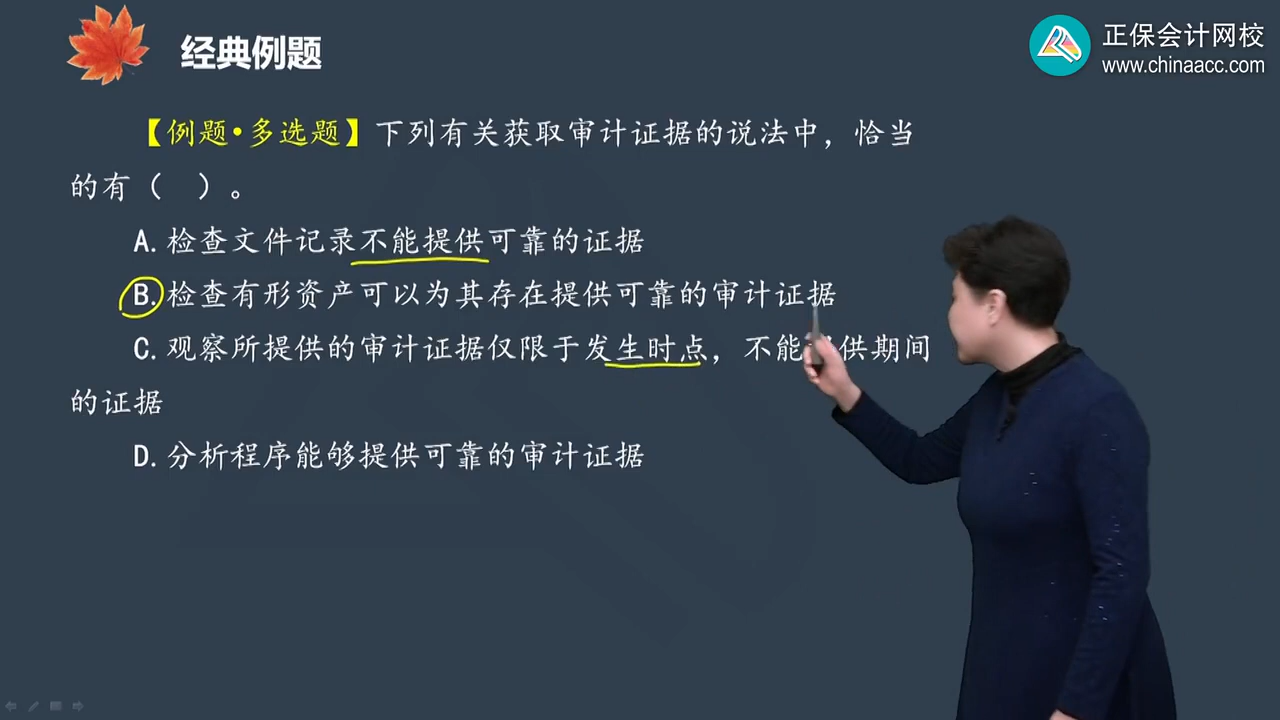 经典例题
正保会计网校
www.chinaacc.com
【例题•多选题】下列有关获取审计证据的说法中，恰当
的有（ ）。
A. 检查文件记录不能提供可靠的证据
B. 检查有形资产可以为其存在提供可靠的审计证据
C. 观察所提供的审计证据仅限于发生时点，不能供期间
的证据
D. 分析程序能够提供可靠的审计证据